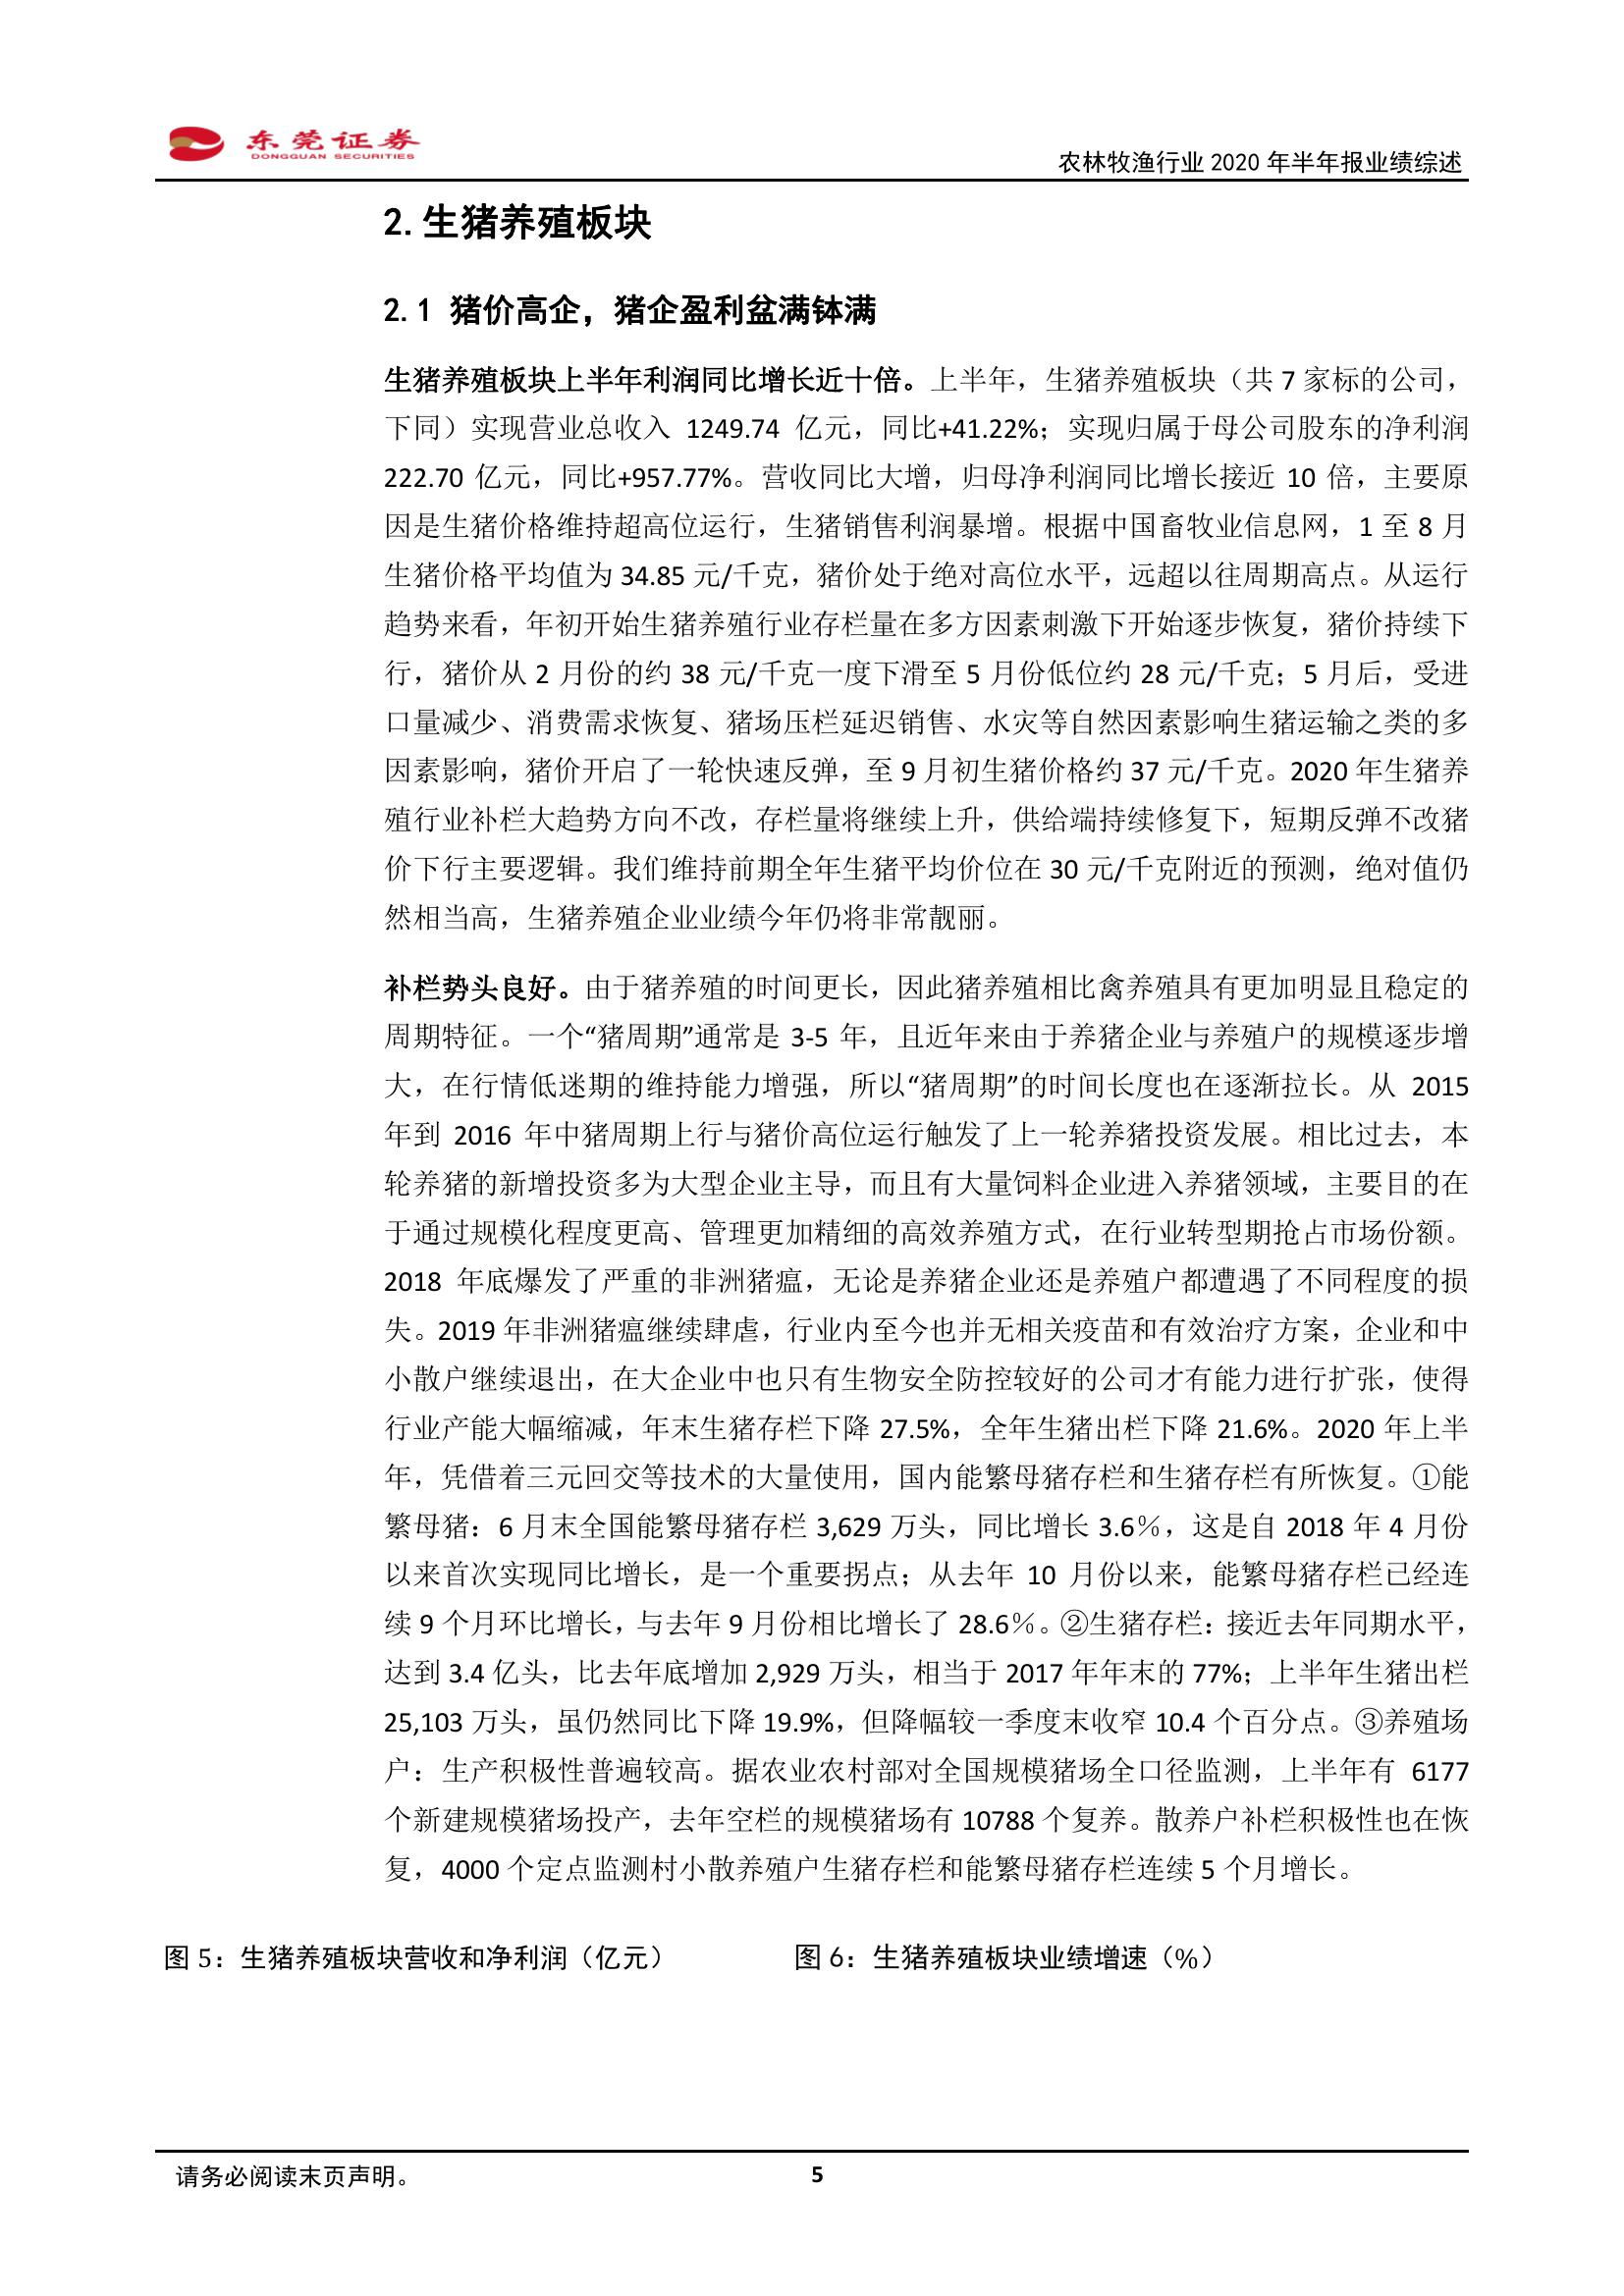 东莞证券
DONGGUAN SECURITIES
农林牧渔行业 2020 年半年报业绩综述
2.生猪养殖板块
2.1 猪价高企，猪企盈利盆满钵满
生猪养殖板块上半年利润同比增长近十倍。上半年，生猪养殖板块（共 7 家标的公司，
下同）实现营业总收入 1249.74 亿元，同比+41.22%；实现归属于母公司股东的净利润
222.70 亿元，同比+957.77%。营收同比大增，归母净利润同比增长接近 10 倍，主要原
因是生猪价格维持超高位运行，生猪销售利润暴增。根据中国畜牧业信息网，1 至 8 月
生猪价格平均值为 34.85 元/千克，猪价处于绝对高位水平，远超以往周期高点。从运行
趋势来看，年初开始生猪养殖行业存栏量在多方因素刺激下开始逐步恢复，猪价持续下
行，猪价从 2 月份的约 38 元/千克一度下滑至 5 月份低位约 28 元/千克；5 月后，受进
口量减少、消费需求恢复、猪场压栏延迟销售、水灾等自然因素影响生猪运输之类的多
因素影响，猪价开启了一轮快速反弹，至 9 月初生猪价格约 37 元/千克。2020 年生猪养
殖行业补栏大趋势方向不改，存栏量将继续上升，供给端持续修复下，短期反弹不改猪
价下行主要逻辑。我们维持前期全年生猪平均价位在 30 元/千克附近的预测，绝对值仍
然相当高，生猪养殖企业业绩今年仍将非常靓丽。
补栏势头良好。由于猪养殖的时间更长，因此猪养殖相比禽养殖具有更加明显且稳定的
周期特征。一个“猪周期”通常是 3-5 年，且近年来由于养猪企业与养殖户的规模逐步增
大，在行情低迷期的维持能力增强，所以“猪周期”的时间长度也在逐渐拉长。从 2015
年到 2016 年中猪周期上行与猪价高位运行触发了上一轮养猪投资发展。相比过去，本
轮养猪的新增投资多为大型企业主导，而且有大量饲料企业进入养猪领域，主要目的在
于通过规模化程度更高、管理更加精细的高效养殖方式，在行业转型期抢占市场份额。
2018 年底爆发了严重的非洲猪瘟，无论是养猪企业还是养殖户都遭遇了不同程度的损
失。2019 年非洲猪瘟继续肆虐，行业内至今也并无相关疫苗和有效治疗方案，企业和中
小散户继续退出，在大企业中也只有生物安全防控较好的公司才有能力进行扩张，使得
行业产能大幅缩减，年末生猪存栏下降 27.5%，全年生猪出栏下降 21.6%。2020 年上半
年，凭借着三元回交等技术的大量使用，国内能繁母猪存栏和生猪存栏有所恢复。①能
繁母猪：6 月末全国能繁母猪存栏 3,629 万头，同比增长 3.6％，这是自 2018 年 4 月份
以来首次实现同比增长，是一个重要拐点；从去年 10 月份以来，能繁母猪存栏已经连
续 9 个月环比增长，与去年 9 月份相比增长了 28.6％。②生猪存栏：接近去年同期水平，
达到 3.4 亿头，比去年底增加 2,929 万头，相当于 2017 年年末的 77%；上半年生猪出栏
25,103 万头，虽仍然同比下降 19.9%，但降幅较一季度末收窄 10.4 个百分点。③养殖场
户：生产积极性普遍较高。据农业农村部对全国规模猪场全口径监测，上半年有 6177
个新建规模猪场投产，去年空栏的规模猪场有 10788 个复养。散养户补栏积极性也在恢
复，4000 个定点监测村小散养殖户生猪存栏和能繁母猪存栏连续 5 个月增长。
图 5：生猪养殖板块营收和净利润（亿元）
图 6：生猪养殖板块业绩增速（%）
请务必阅读末页声明。
5